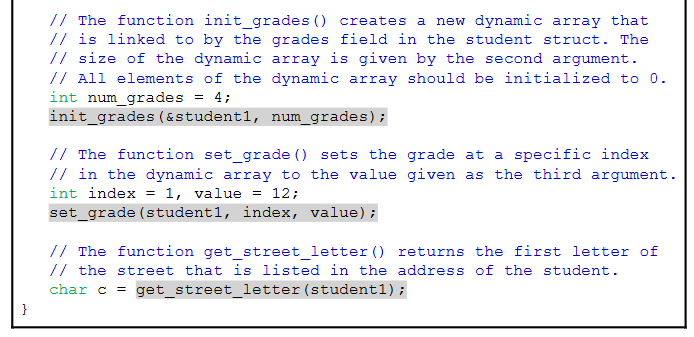 // The function init_grades() creates a new dynamic array that
// is linked to by the grades field in the student struct. The
// size of the dynamic array is given by the second argument.
// All elements of the dynamic array should be initialized to 0.
int num_grades = 4;
init_grades(&student1, num_grades);
// The function set_grade() sets the grade at a specific index
// in the dynamic array to the value given as the third argument.
int index = 1, value = 12;
set_grade(student1, index, value);
// The function get_street_letter() returns the first letter of
// the street that is listed in the address of the student.
char c = get_street_letter(student1);
}